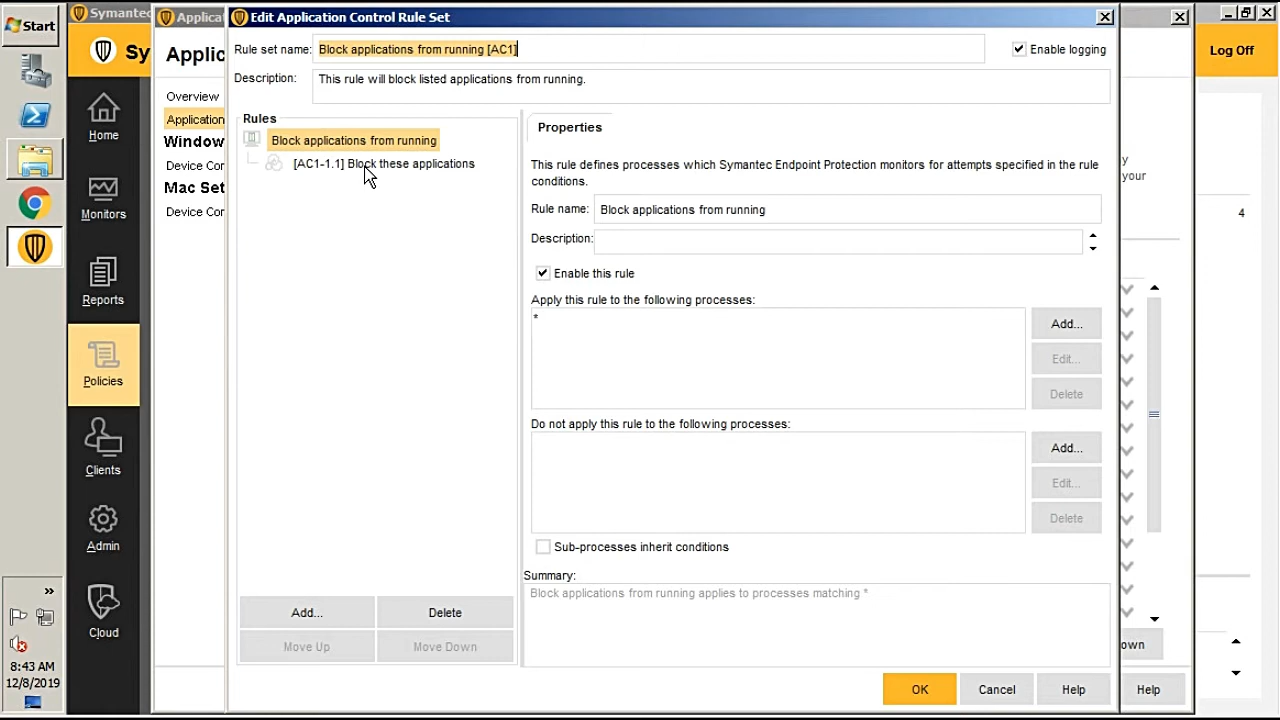 Start
Symantec
Application
Edit Application Control Rule Set
Sy
Applic
Log Off
Rule set name:
Block applications from running [AC1]
Enable logging
Description:
This rule will block listed applications from running.
Overview
Application
Window
Device Cor
Mac Set
Device Cor
Home
Monitors
Reports
Policies
Clients
Admin
Cloud
Rules
Block applications from running
[AC1-1.1] Block these applications
Properties
This rule defines processes which Symantec Endpoint Protection monitors for attempts specified in the rule
conditions.
Rule name:
Block applications from running
Description:
Enable this rule
Apply this rule to the following processes:
*
Add...
Edit...
Delete
Do not apply this rule to the following processes:
Add...
Edit...
Delete
Sub-processes inherit conditions
Summary:
Block applications from running applies to processes matching *
Add...
Delete
Move Up
Move Down
OK
Cancel
Help
Help
own
y
your
4
»
8:43 AM
12/8/2019